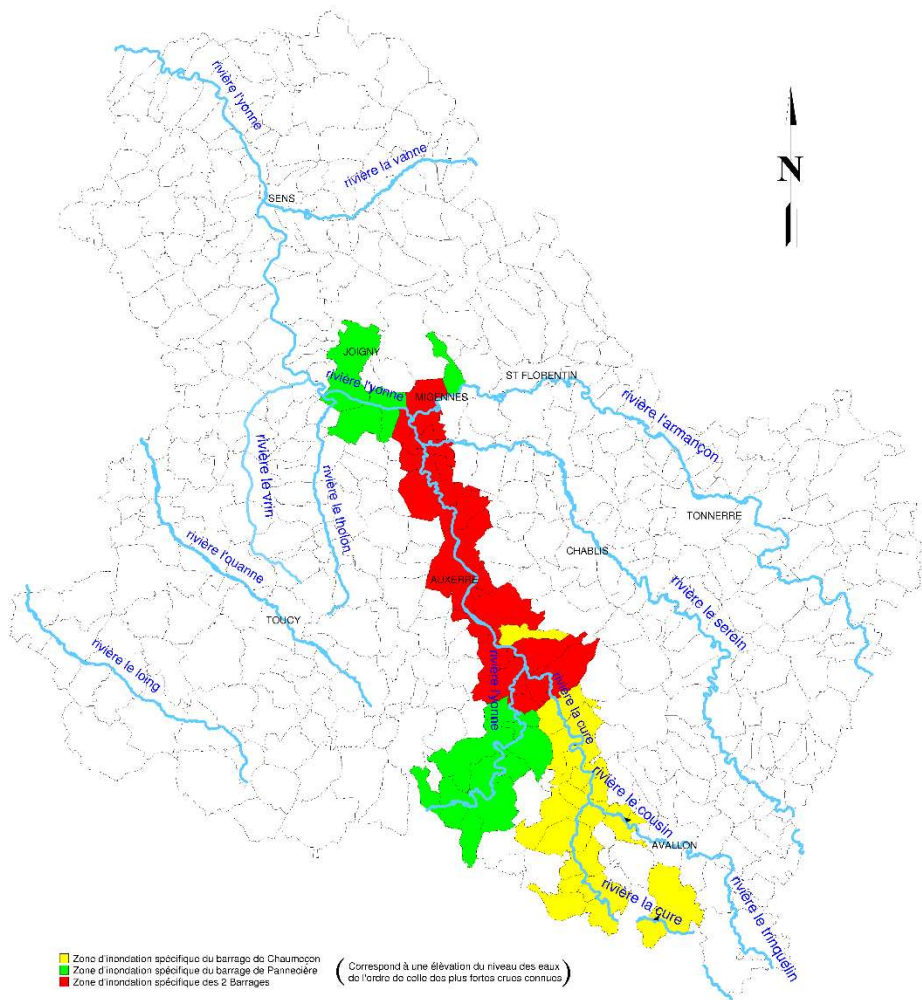 rivière l'yonne
rivière la vanne
SENS
N
JOIGNY
rivière l'yonne
MIGENNES
ST FLORENTIN
rivière l'armançon
rivière le vrin
rivière le tholon
rivière l'ouanne
TONNERRE
CHABLIS
AUXERRE
rivière le serein
TOUCY
rivière le loing
rivière l'yonne
rivière la cure
rivière le cousin
AVALLON
rivière la cure
rivière le trinquelin
Zone d'inondation spécifique du barrage de Chaumeçon
Zone d'inondation spécifique du barrage de Pannecière
Zone d'inondation spécifique des 2 Barrages
( Correspond à une élévation du niveau des eaux
de l'ordre de celle des plus fortes crues connues )